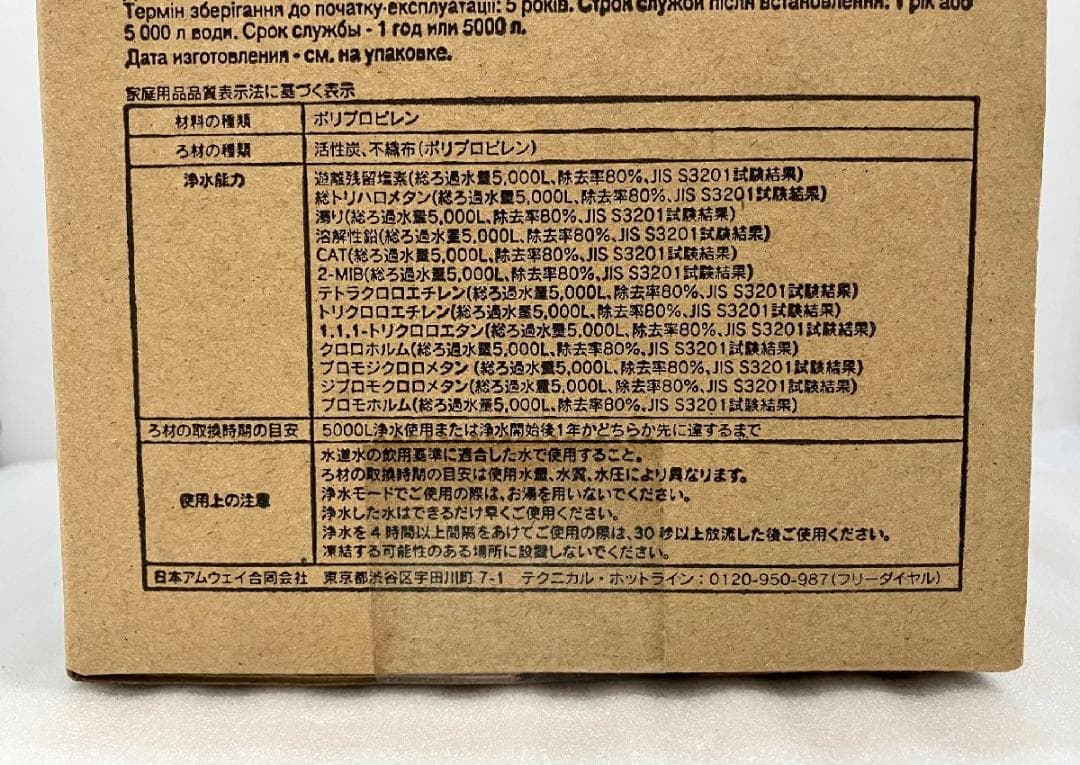 Термін зберігання до початку експлуатації: 5 років. Строк служби після встановлення: 1 рік або
5 000 л води. Срок службы - 1 год или 5000 л.
Дата изготовления - см. на упаковке.
家庭用品品質表示法に基づく表示
材料の種類 ポリプロピレン
ろ材の種類 活性炭、不織布(ポリプロピレン)
浄水能力 遊離残留塩素(総ろ過水量5,000L、除去率80%、JIS S3201試験結果)
総トリハロメタン(総ろ過水量5,000L、除去率80%、JIS S3201試験結果)
濁り(総ろ過水量5,000L、除去率80%、JIS S3201試験結果)
溶解性鉛(総ろ過水量5,000L、除去率80%、JIS S3201試験結果)
CAT(総ろ過水量5,000L、除去率80%、JIS S3201試験結果)
2-MIB(総ろ過水量5,000L、除去率80%、JIS S3201試験結果)
テトラクロロエチレン(総ろ過水量5,000L、除去率80%、JIS S3201試験結果)
トリクロロエチレン(総ろ過水量5,000L、除去率80%、JIS S3201試験結果)
1,1,1-トリクロロエタン(総ろ過水量5,000L、除去率80%、JIS S3201試験結果)
クロロホルム(総ろ過水量5,000L、除去率80%、JIS S3201試験結果)
ブロモジクロロメタン (総ろ過水量5,000L、除去率80%、JIS S3201試験結果)
ジブロモクロロメタン(総ろ過水量5,000L、除去率80%、JIS S3201試験結果)
ブロモホルム(総ろ過水量5,000L、除去率80%、JIS S3201試験結果)
ろ材の取換時期の目安 5000L浄水使用または浄水開始後1年かどちらか先に達するまで
使用上の注意 水道水の飲用基準に適合した水で使用すること。
ろ材の取換時期の目安は使用水量、水質、水圧により異なります。
浄水モードでご使用の際は、お湯を用いないでください。
浄水した水はできるだけ早くご使用ください。
浄水を4時間以上間隔をあけてご使用の際は、30秒以上放流した後ご使用ください。
凍結する可能性のある場所に設置しないでください。
日本アムウェイ合同会社 東京都渋谷区宇田川町 7-1 テクニカル・ホットライン:0120-950-987(フリーダイヤル)